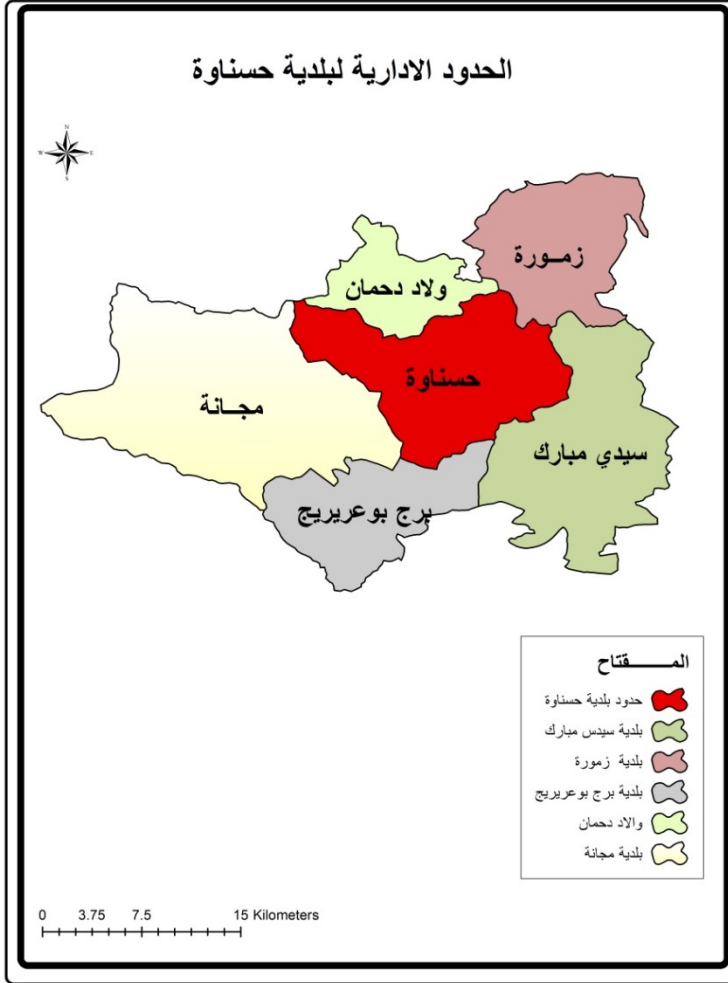 الحدود الادارية لبلدية حسناوة
N
W E
S
زمـورة
ولاد دحمان
حسناوة
مجـانة
سيدي مبارك
برج بوعريريج
المـــــفتاح
حدود بلدية حسناوة
بلدية سيدس مبارك
بلدية زمورة
بلدية برج بوعريريج
والاد دحمان
بلدية مجانة
0 3.75 7.5 15 Kilometers